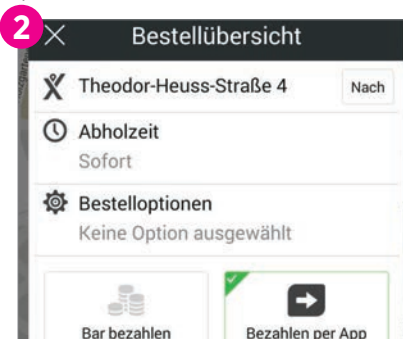 2
Bestellübersicht
Theodor-Heuss-Straße 4 Nach
Abholzeit
Sofort
Bestelloptionen
Keine Option ausgewählt
Bar bezahlen Bezahlen per App